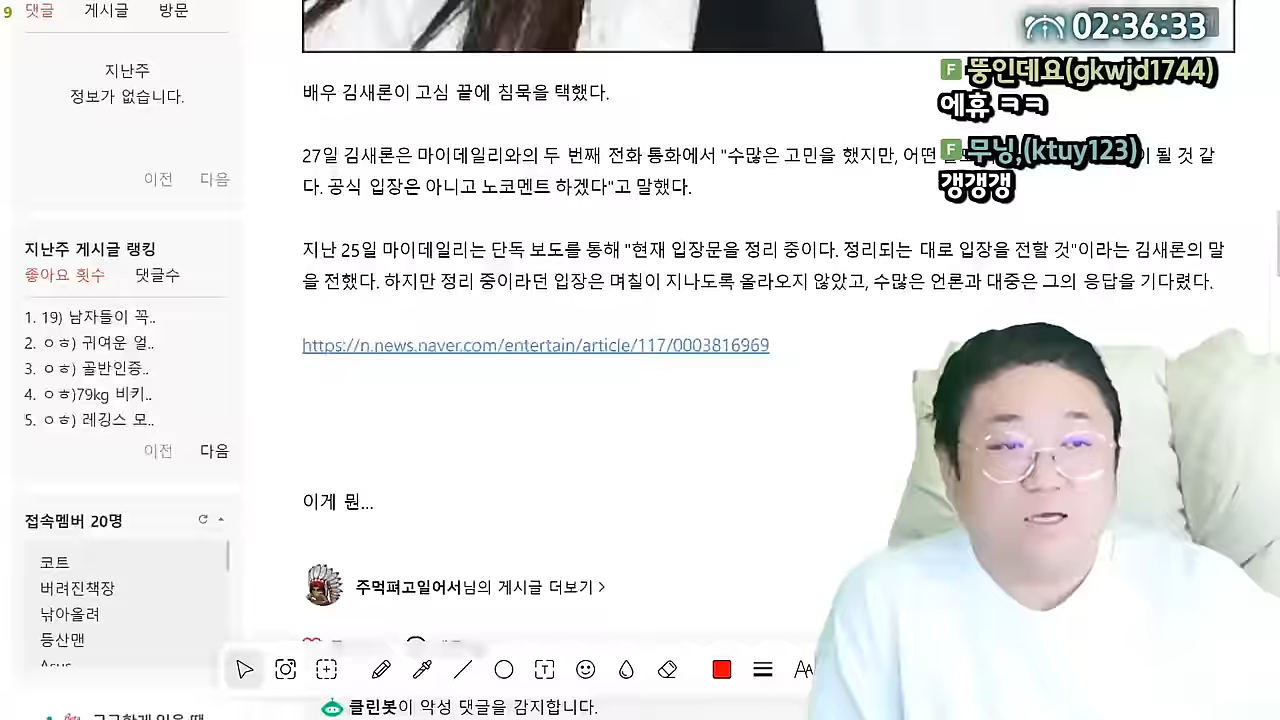 9 댓글 게시글 방문
지난주
정보가 없습니다.
이전 다음
지난주 게시글 랭킹
좋아요 횟수 댓글수
1. 19) 남자들이 꼭..
2. ㅇㅎ) 귀여운 얼..
3. ㅇㅎ) 골반인증..
4. ㅇㅎ)79kg 비키..
5. ㅇㅎ) 레깅스 모..
이전 다음
접속멤버 20명
코트
버려진책장
낚아올려
등산맨
배우 김새론이 고심 끝에 침묵을 택했다.
27일 김새론은 마이데일리와의 두 번째 전화 통화에서 "수많은 고민을 했지만, 어떤 될 것 같
다. 공식 입장은 아니고 노코멘트 하겠다"고 말했다.
지난 25일 마이데일리는 단독 보도를 통해 "현재 입장문을 정리 중이다. 정리되는 대로 입장을 전할 것"이라는 김새론의 말
을 전했다. 하지만 정리 중이라던 입장은 며칠이 지나도록 올라오지 않았고, 수많은 언론과 대중은 그의 응답을 기다렸다.
https://n.news.naver.com/entertain/article/117/0003816969
이게 뭔...
주먹펴고일어서님의 게시글 더보기 >
클린봇이 악성 댓글을 감지합니다.
02:36:33
F 뚱인데요(gkwjd1744)
에휴 ㅋㅋ
F 무닝,(ktuy123)
갱갱갱